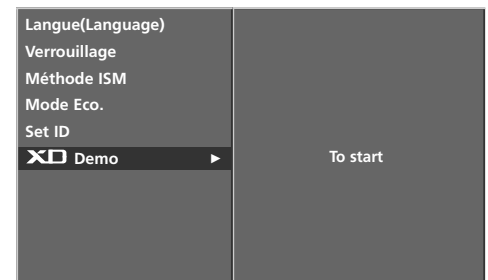 Langue(Language)
Verrouillage
Méthode ISM
Mode Eco.
Set ID
XD Demo ►
To start